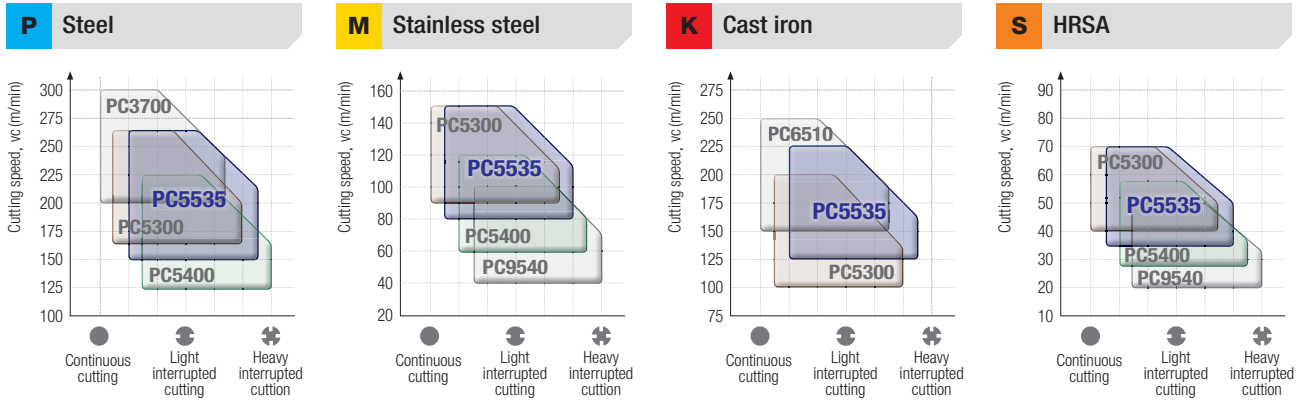 P Steel
Cutting speed, vc (m/min)
300
275
250
225
200
175
150
125
100
PC3700
PC5535
PC5300
PC5400
Continuous
cutting
Light
interrupted
cutting
Heavy
interrupted
cuttion
M Stainless steel
Cutting speed, vc (m/min)
160
140
120
100
80
60
40
20
PC5300
PC5535
PC5400
PC9540
Continuous
cutting
Light
interrupted
cutting
Heavy
interrupted
cuttion
K Cast iron
Cutting speed, vc (m/min)
275
250
225
200
175
150
125
100
75
PC6510
PC5535
PC5300
Continuous
cutting
Light
interrupted
cutting
Heavy
interrupted
cuttion
S HRSA
Cutting speed, vc (m/min)
90
80
70
60
50
40
30
20
10
PC5300
PC5535
PC5400
PC9540
Continuous
cutting
Light
interrupted
cutting
Heavy
interrupted
cuttion